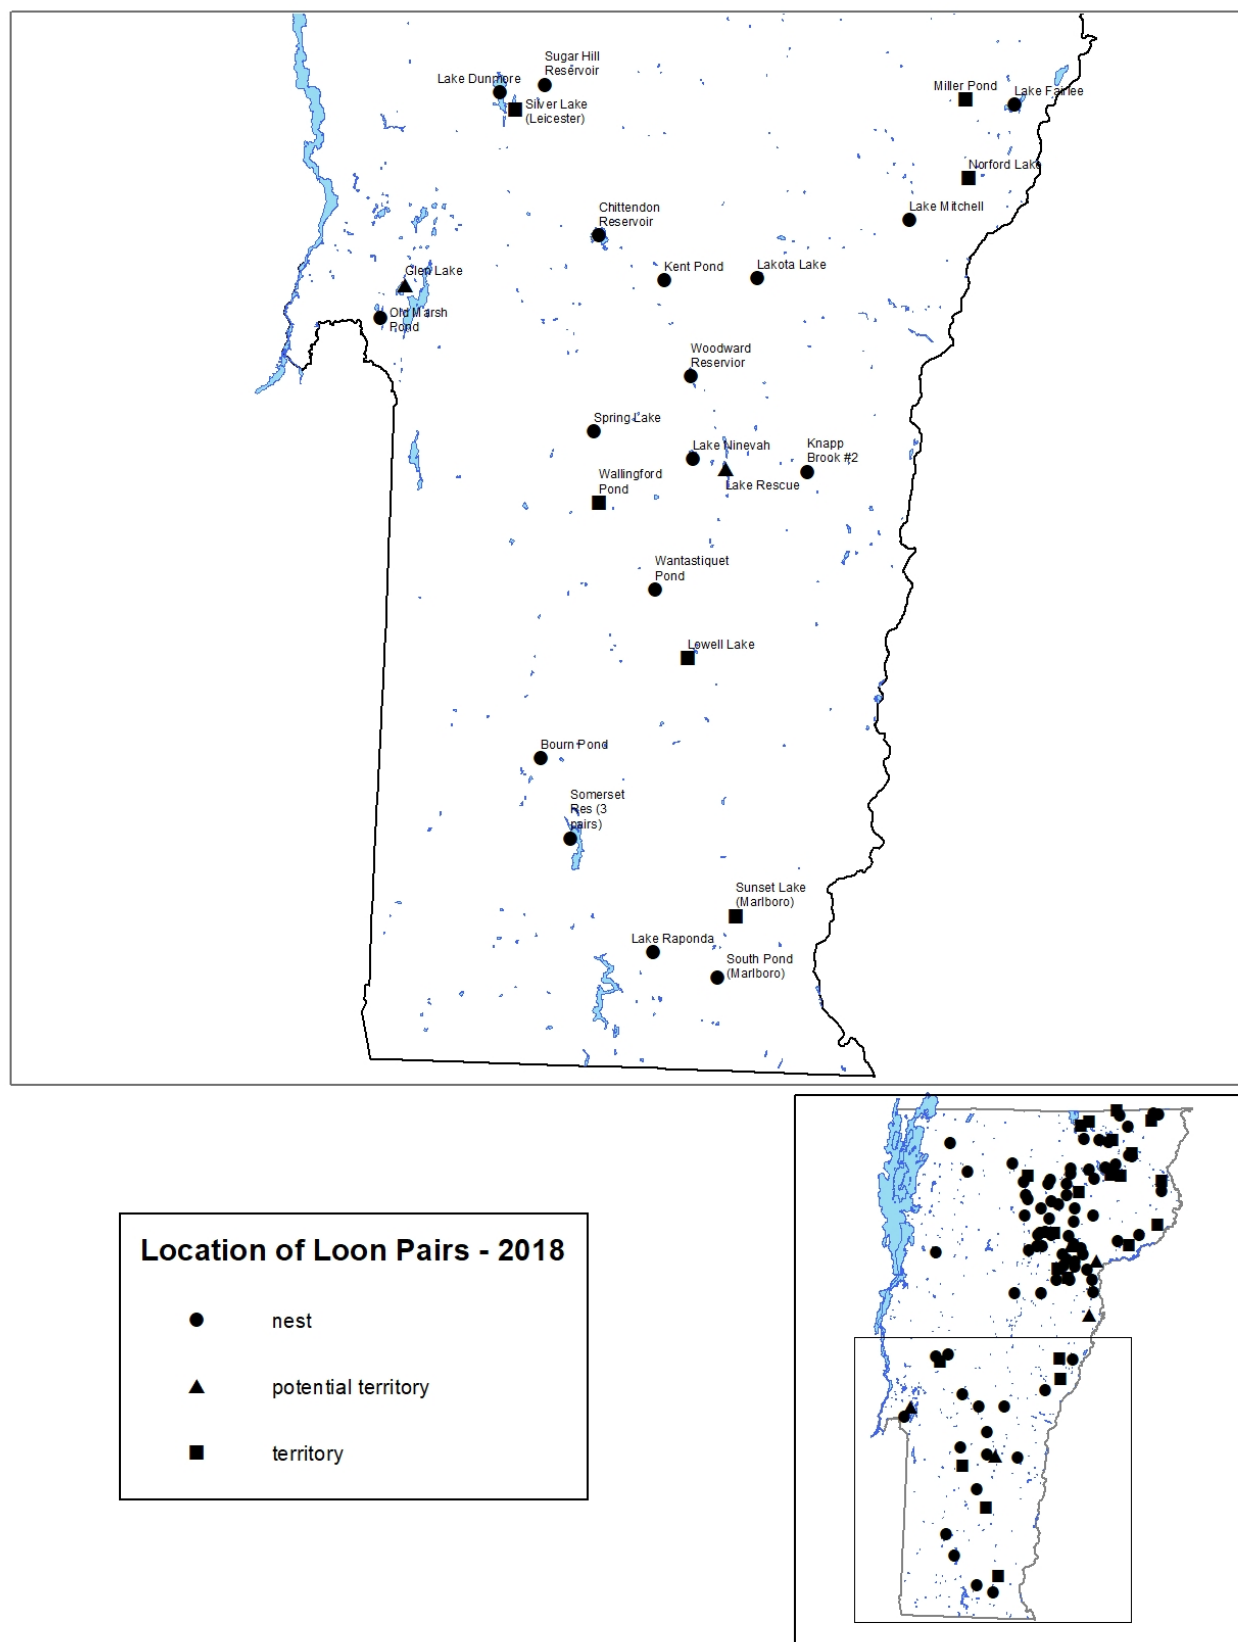 Sugar Hill
Reservoir
Lake Dunmore
Silver Lake
(Leicester)
Miller Pond
Lake Fairlee
Norford Lake
Lake Mitchell
Chittendon
Reservoir
Glen Lake
Kent Pond
Lakota Lake
Old Marsh
Pond
Woodward
Reservior
Spring Lake
Lake Ninevah
Knapp
Brook #2
Wallingford
Pond
Lake Rescue
Wantastiquet
Pond
Lowell Lake
Bourn Pond
Somerset
Res (3
pairs)
Sunset Lake
(Marlboro)
Lake Raponda
South Pond
(Marlboro)
Location of Loon Pairs - 2018
nest
potential territory
territory